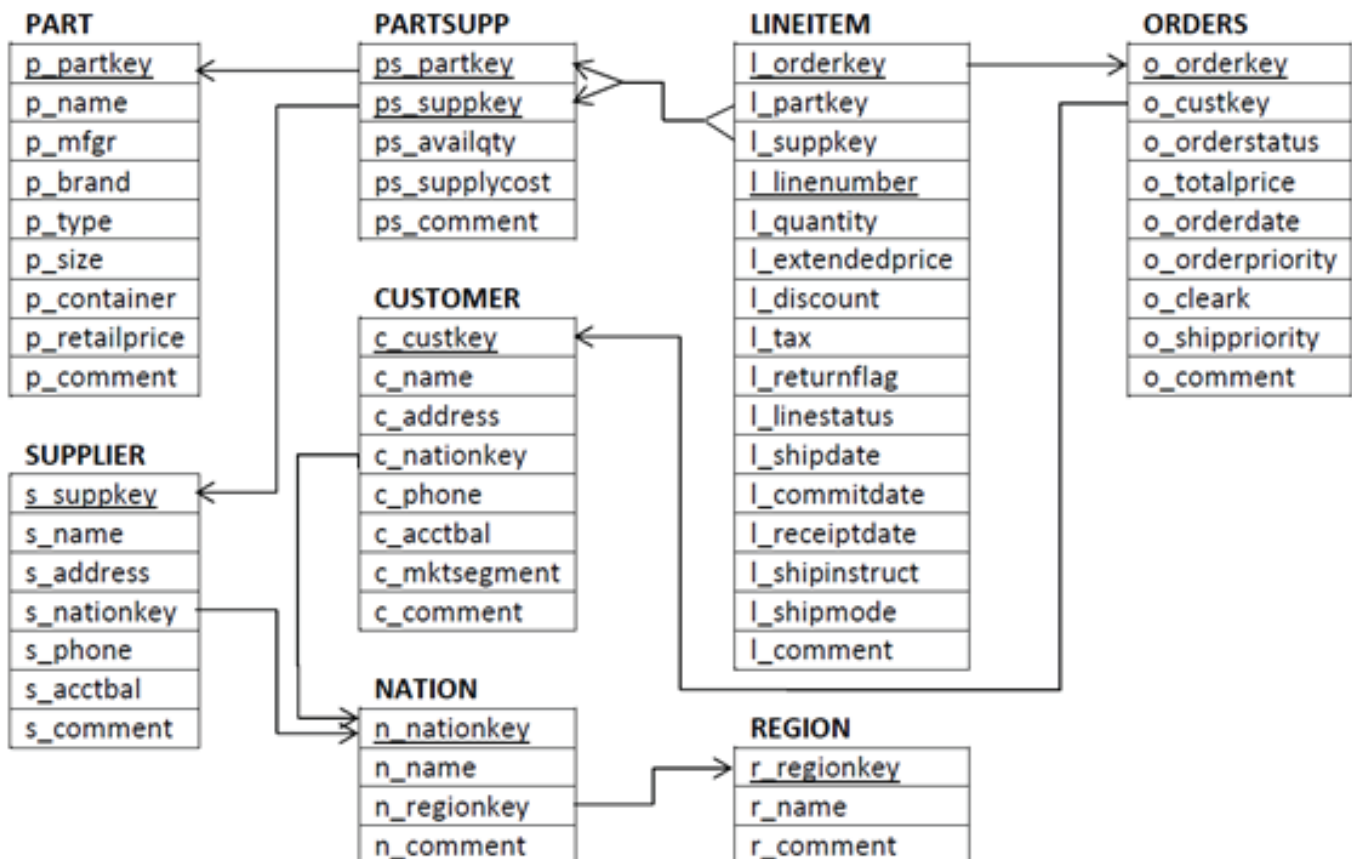 PART
p_partkey
p_name
p_mfgr
p_brand
p_type
p_size
p_container
p_retailprice
p_comment
SUPPLIER
s_suppkey
s_name
s_address
s_nationkey
s_phone
s_acctbal
s_comment
PARTSUPP
ps_partkey
ps_suppkey
ps_availqty
ps_supplycost
ps_comment
CUSTOMER
c_custkey
c_name
c_address
c_nationkey
c_phone
c_acctbal
c_mktsegment
c_comment
NATION
n_nationkey
n_name
n_regionkey
n_comment
LINEITEM
l_orderkey
l_partkey
l_suppkey
l_linenumber
l_quantity
l_extendedprice
l_discount
l_tax
l_returnflag
l_linestatus
l_shipdate
l_commitdate
l_receiptdate
l_shipinstruct
l_shipmode
l_comment
REGION
r_regionkey
r_name
r_comment
ORDERS
o_orderkey
o_custkey
o_orderstatus
o_totalprice
o_orderdate
o_orderpriority
o_cleark
o_shippriority
o_comment